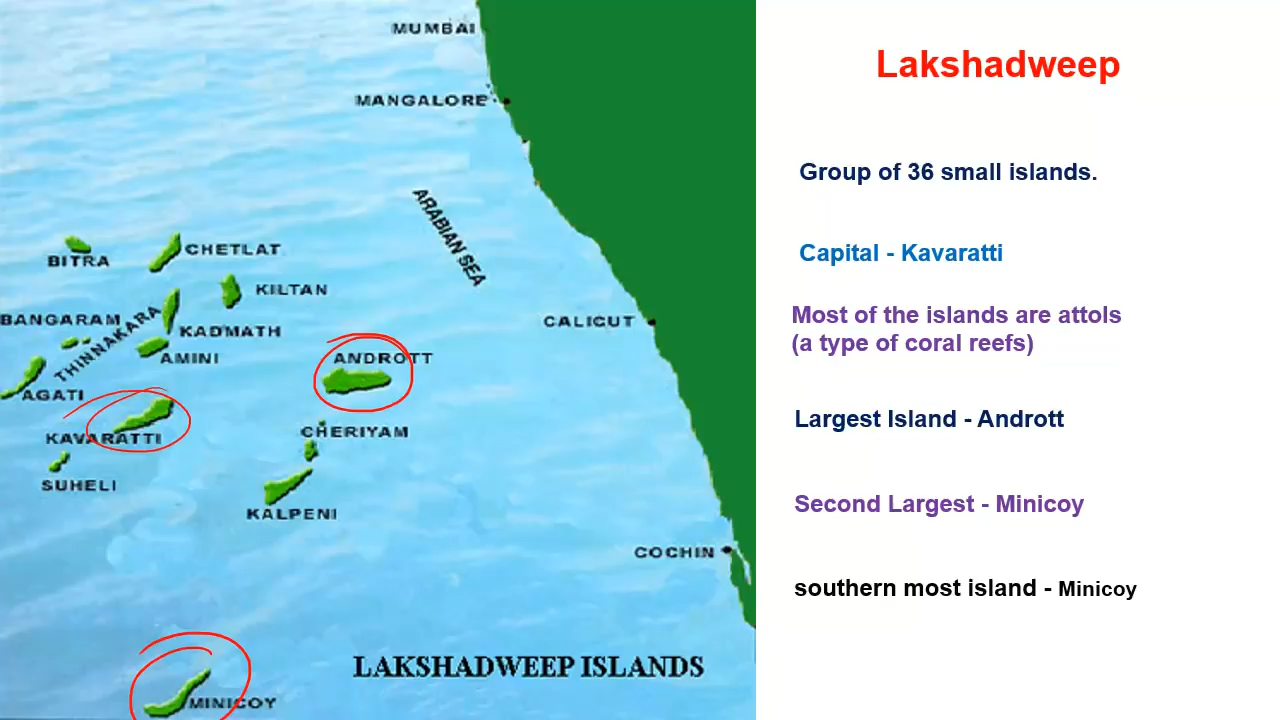 MUMBAI
MANGALORE
ARABIAN SEA
CHETLAT
BITRA
KILTAN
BANGARAM
THINNAKARA
KADMATH
CALICUT
AMINI
ANDROTT
AGATI
KAVARATTI
CHERIYAM
SUHELI
KALPENI
COCHIN
LAKSHADWEEP ISLANDS
MINICOY
Lakshadweep
Group of 36 small islands.
Capital - Kavaratti
Most of the islands are attols
(a type of coral reefs)
Largest Island - Andrott
Second Largest - Minicoy
southern most island - Minicoy